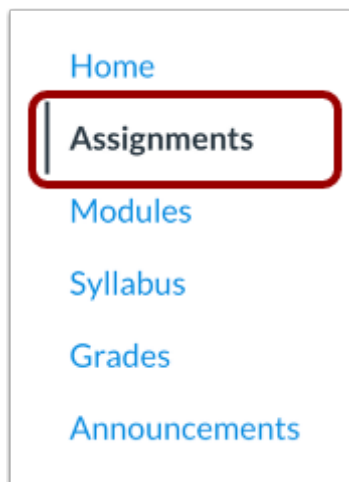 Home
Assignments
Modules
Syllabus
Grades
Announcements